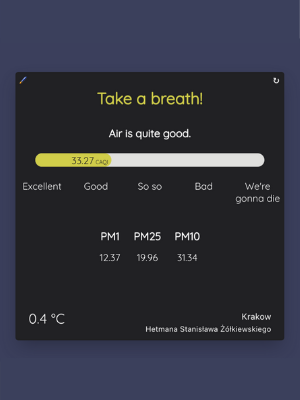 Take a breath!
Air is quite good.
33.27 CAQI
Excellent Good So so Bad We're gonna die
PM1 PM25 PM10
12.37 19.96 31.34
0.4 °C
Krakow
Hetmana Stanisława Żółkiewskiego